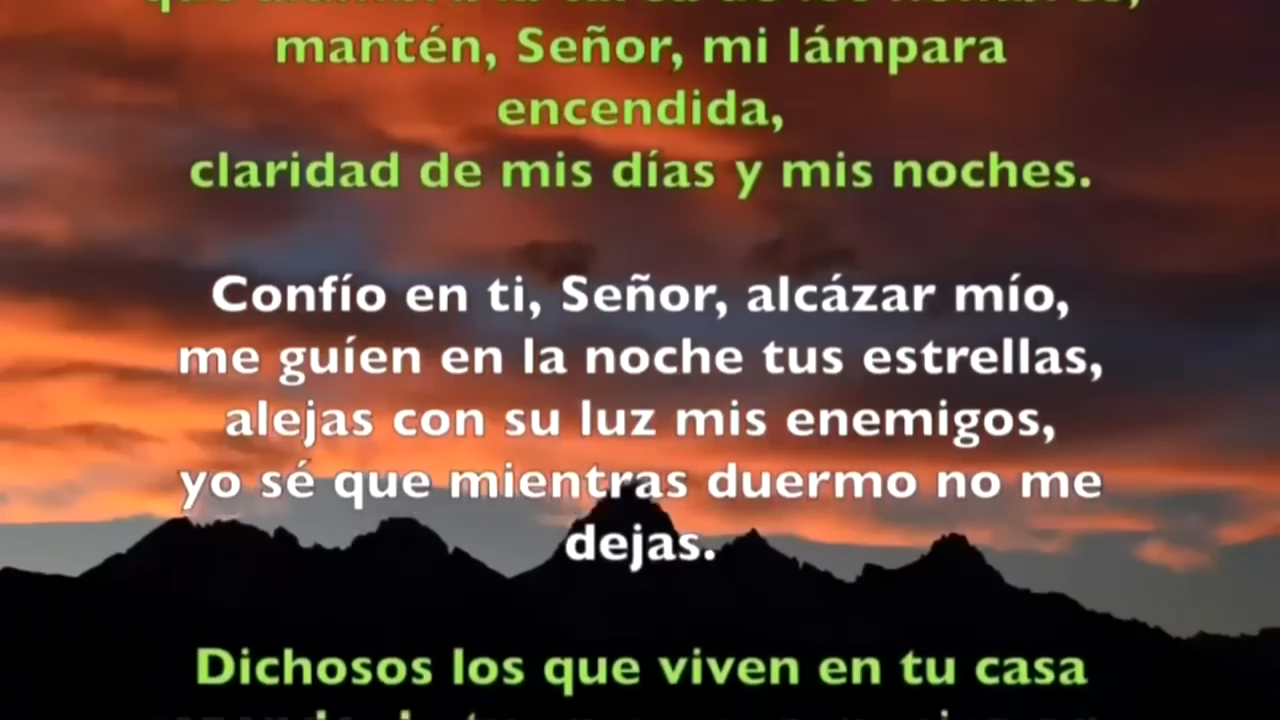 mantén, Señor, mi lámpara
encendida,
claridad de mis días y mis noches.
Confío en ti, Señor, alcázar mío,
me guíen en la noche tus estrellas,
alejas con su luz mis enemigos,
yo sé que mientras duermo no me
dejas.
Dichosos los que viven en tu casa